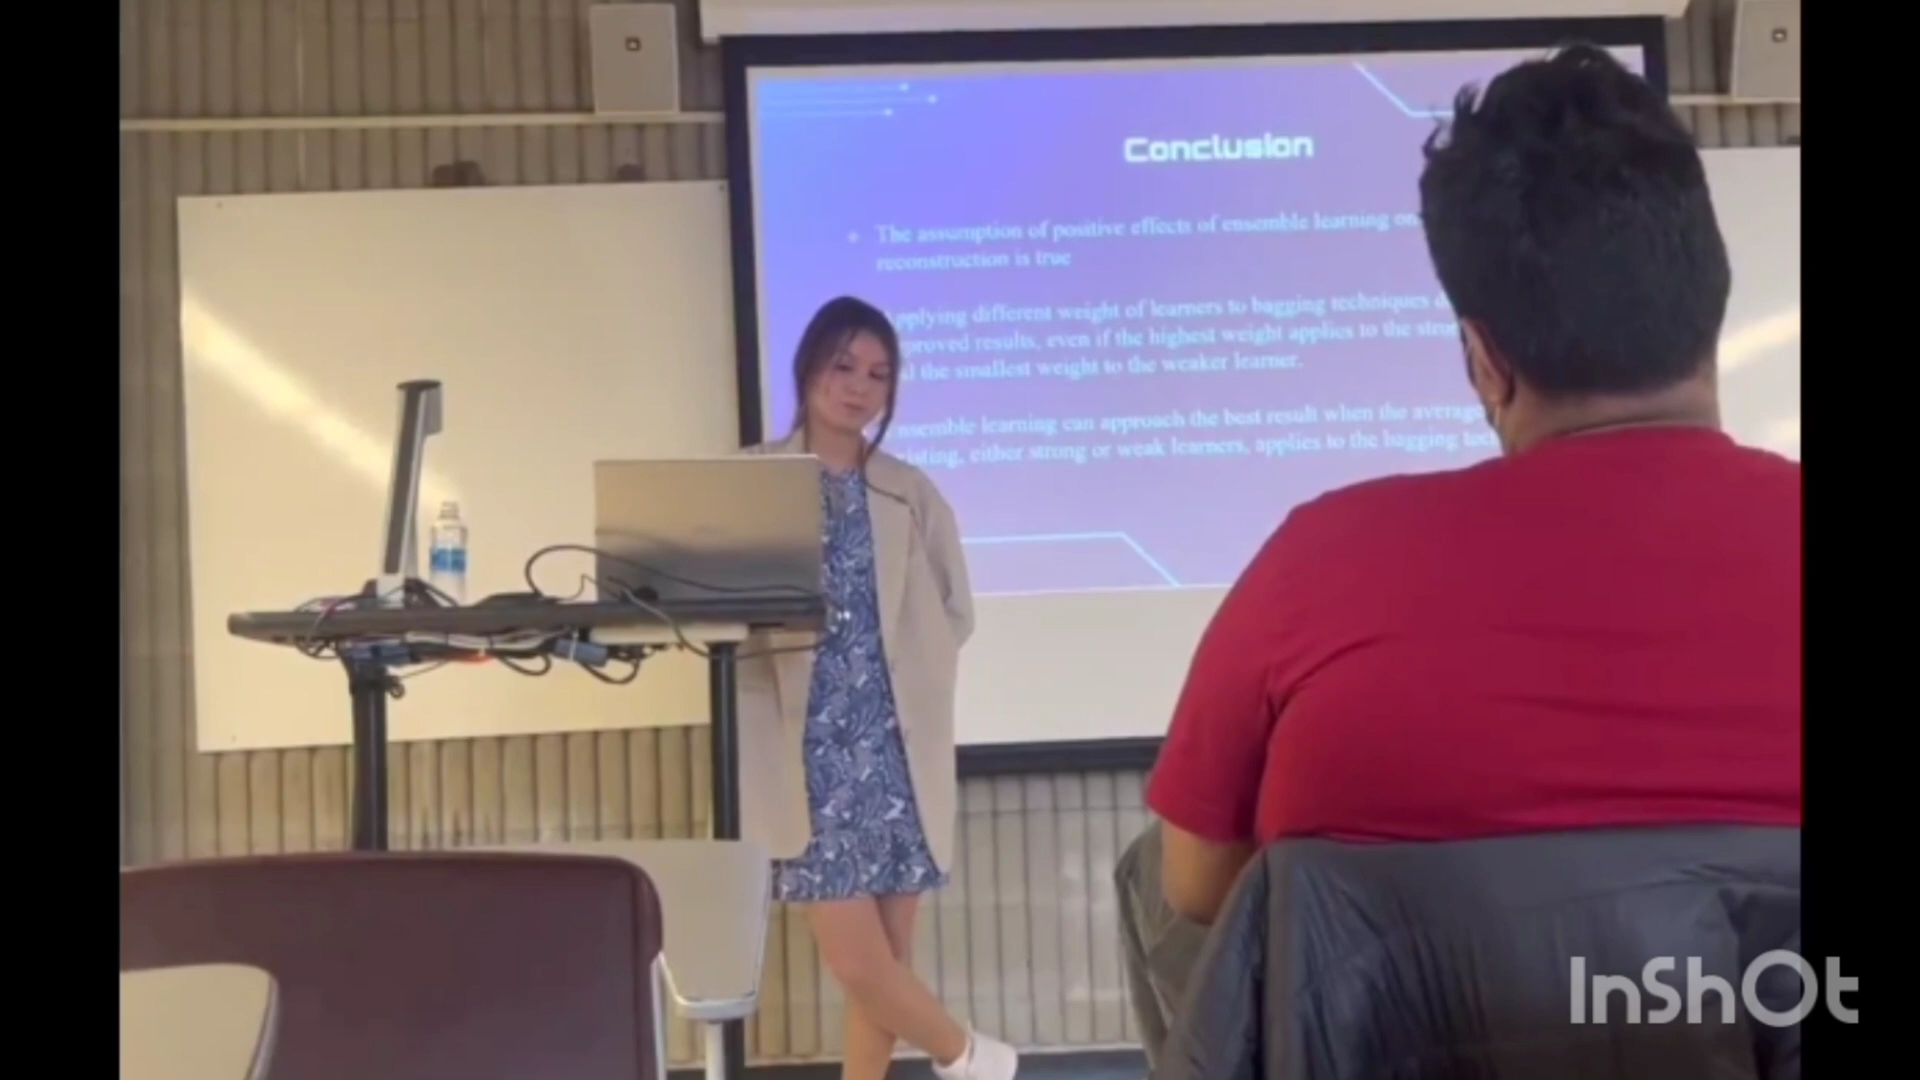 Conclusion
The assumption of positive effects of ensemble learning on
reconstruction is true
pplying different weight of learners to bagging techniques
proved results, even if the highest weight applies to the
the smallest weight to the weaker learner.
nsemble learning can approach the best result when the average
isting, either strong or weak learners, applies to the bagging
InShOt